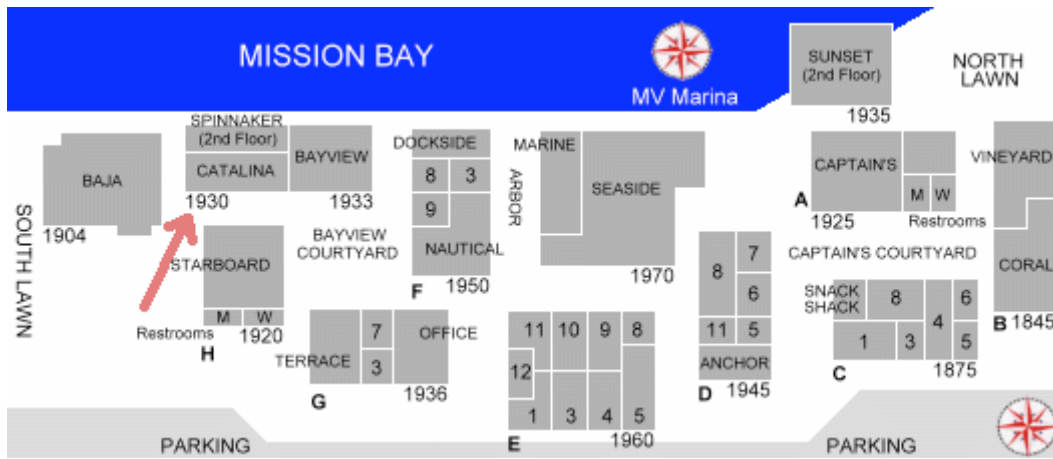 MISSION BAY
MV Marina
SUNSET
(2nd Floor)
1935
NORTH
LAWN
SPINNAKER
(2nd Floor)
CATALINA
BAYVIEW
1930
1933
BAJA
1904
SOUTH LAWN
STARBOARD
M
W
Restrooms
H
1920
BAYVIEW
COURTYARD
DOCKSIDE
8
3
9
NAUTICAL
F
1950
ARBOR
MARINE
SEASIDE
1970
CAPTAIN'S
M
W
A
1925
Restrooms
VINEYARD
CORAL
B
1845
CAPTAIN'S COURTYARD
TERRACE
7
3
OFFICE
G
1936
11
10
9
8
12
1
3
4
5
E
1960
8
7
6
11
5
ANCHOR
D
1945
SNACK
SHACK
8
4
6
1
3
5
C
1875
PARKING
PARKING